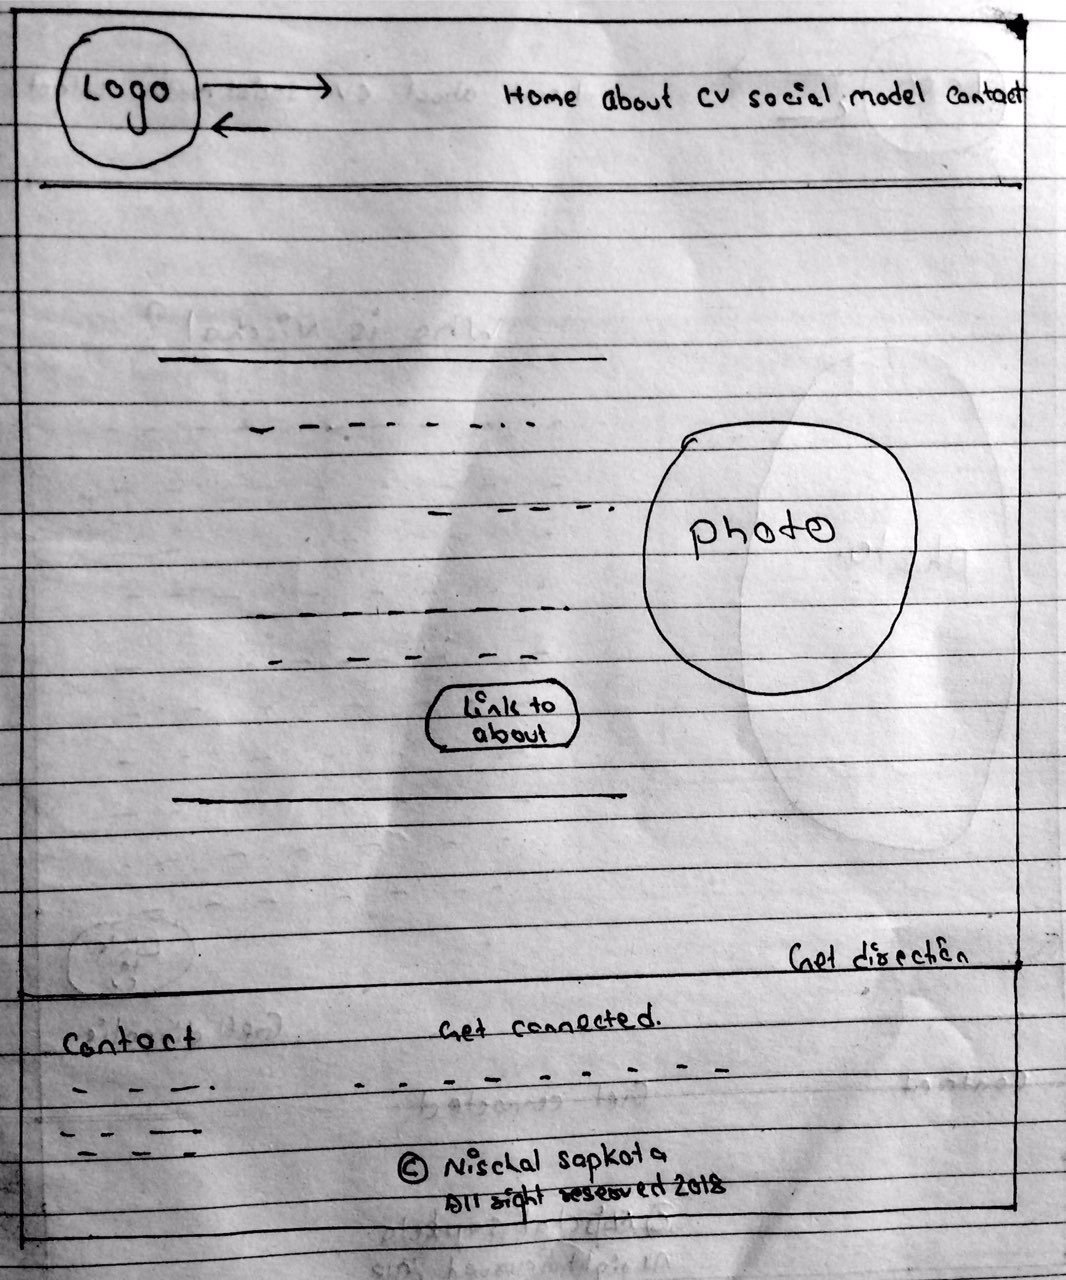 Logo
Home about CV social model contact
photo
Link to
about
Get direction
Contact
Get connected.
© Nischal Sapkota
All right reserved 2018